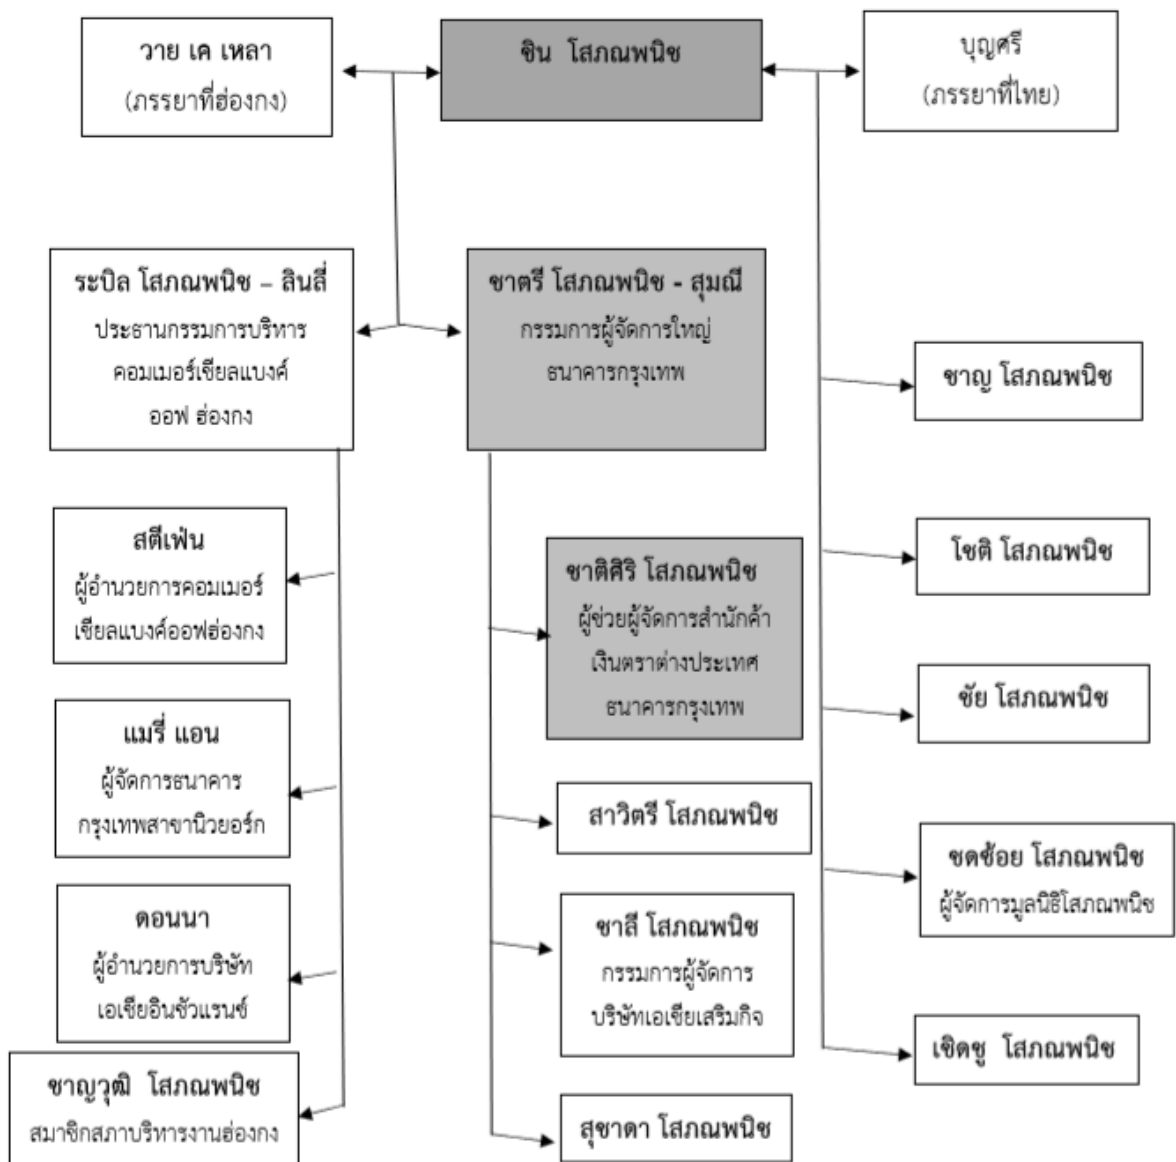 วาย เค เหลา
(ภรรยาที่ฮ่องกง)
ชิน โสภณพนิช
บุญศรี
(ภรรยาที่ไทย)
ระบิล โสภณพนิช – ลินลี่
ประธานกรรมการบริหาร
คอมเมอร์เชียลแบงค์
ออฟ ฮ่องกง
ชาตรี โสภณพนิช - สุมณี
กรรมการผู้จัดการใหญ่
ธนาคารกรุงเทพ
สตีเฟ่น
ผู้อำนวยการคอมเมอร์
เชียลแบงค์ออฟฮ่องกง
แมรี่ แอน
ผู้จัดการธนาคาร
กรุงเทพสาขานิวยอร์ก
ดอนนา
ผู้อำนวยการบริษัท
เอเชียอินชัวแรนซ์
ชาญวุฒิ โสภณพนิช
สมาชิกสภาบริหารงานฮ่องกง
ชาติศิริ โสภณพนิช
ผู้ช่วยผู้จัดการสำนักค้า
เงินตราต่างประเทศ
ธนาคารกรุงเทพ
สาวิตรี โสภณพนิช
ชาลี โสภณพนิช
กรรมการผู้จัดการ
บริษัทเอเชียเสริมกิจ
สุชาดา โสภณพนิช
ชาญ โสภณพนิช
โชติ โสภณพนิช
ชัย โสภณพนิช
ชดช้อย โสภณพนิช
ผู้จัดการมูลนิธิโสภณพนิช
เชิดชู โสภณพนิช